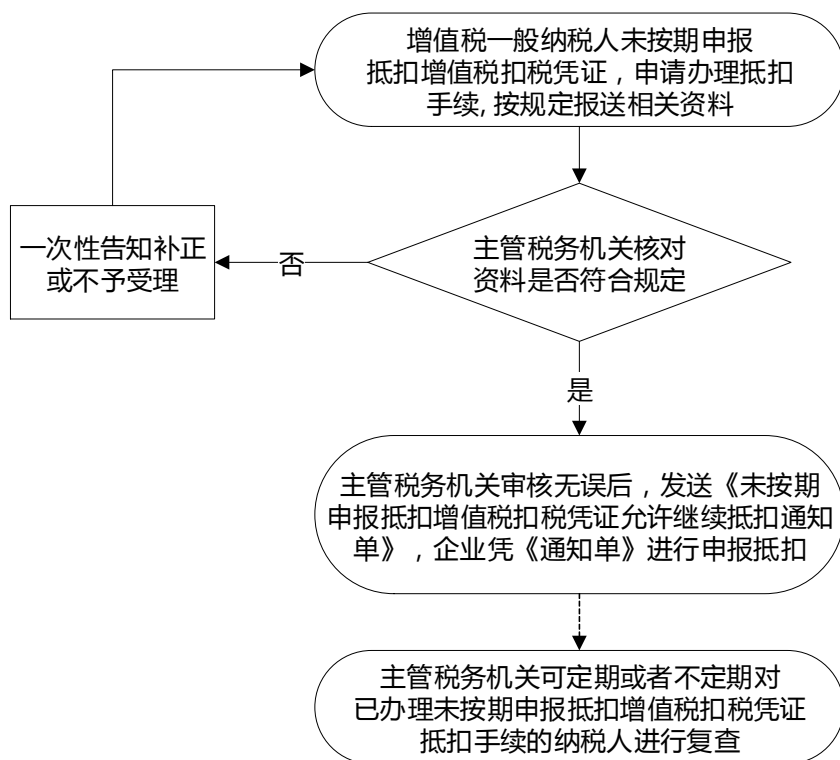 增值税一般纳税人未按期申报
抵扣增值税扣税凭证，申请办理抵扣
手续,按规定报送相关资料
一次性告知补正
或不予受理
否
主管税务机关核对
资料是否符合规定
是
主管税务机关审核无误后，发送《未按期
申报抵扣增值税扣税凭证允许继续抵扣通知
单》，企业凭《通知单》进行申报抵扣
主管税务机关可定期或者不定期对
已办理未按期申报抵扣增值税扣税凭证
抵扣手续的纳税人进行复查